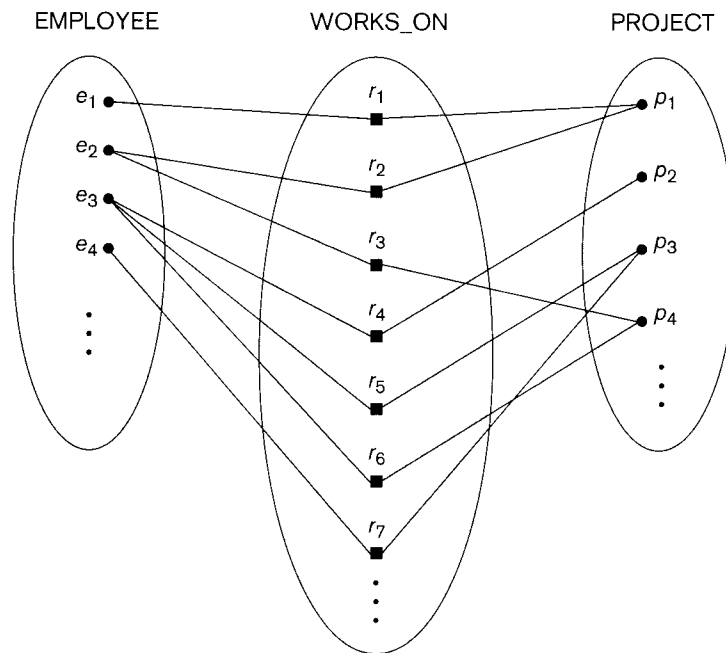 EMPLOYEE WORKS_ON PROJECT
e1 r1 p1
e2 r2 p2
e3 r3 p3
e4 r4 p4
r5
r6
r7